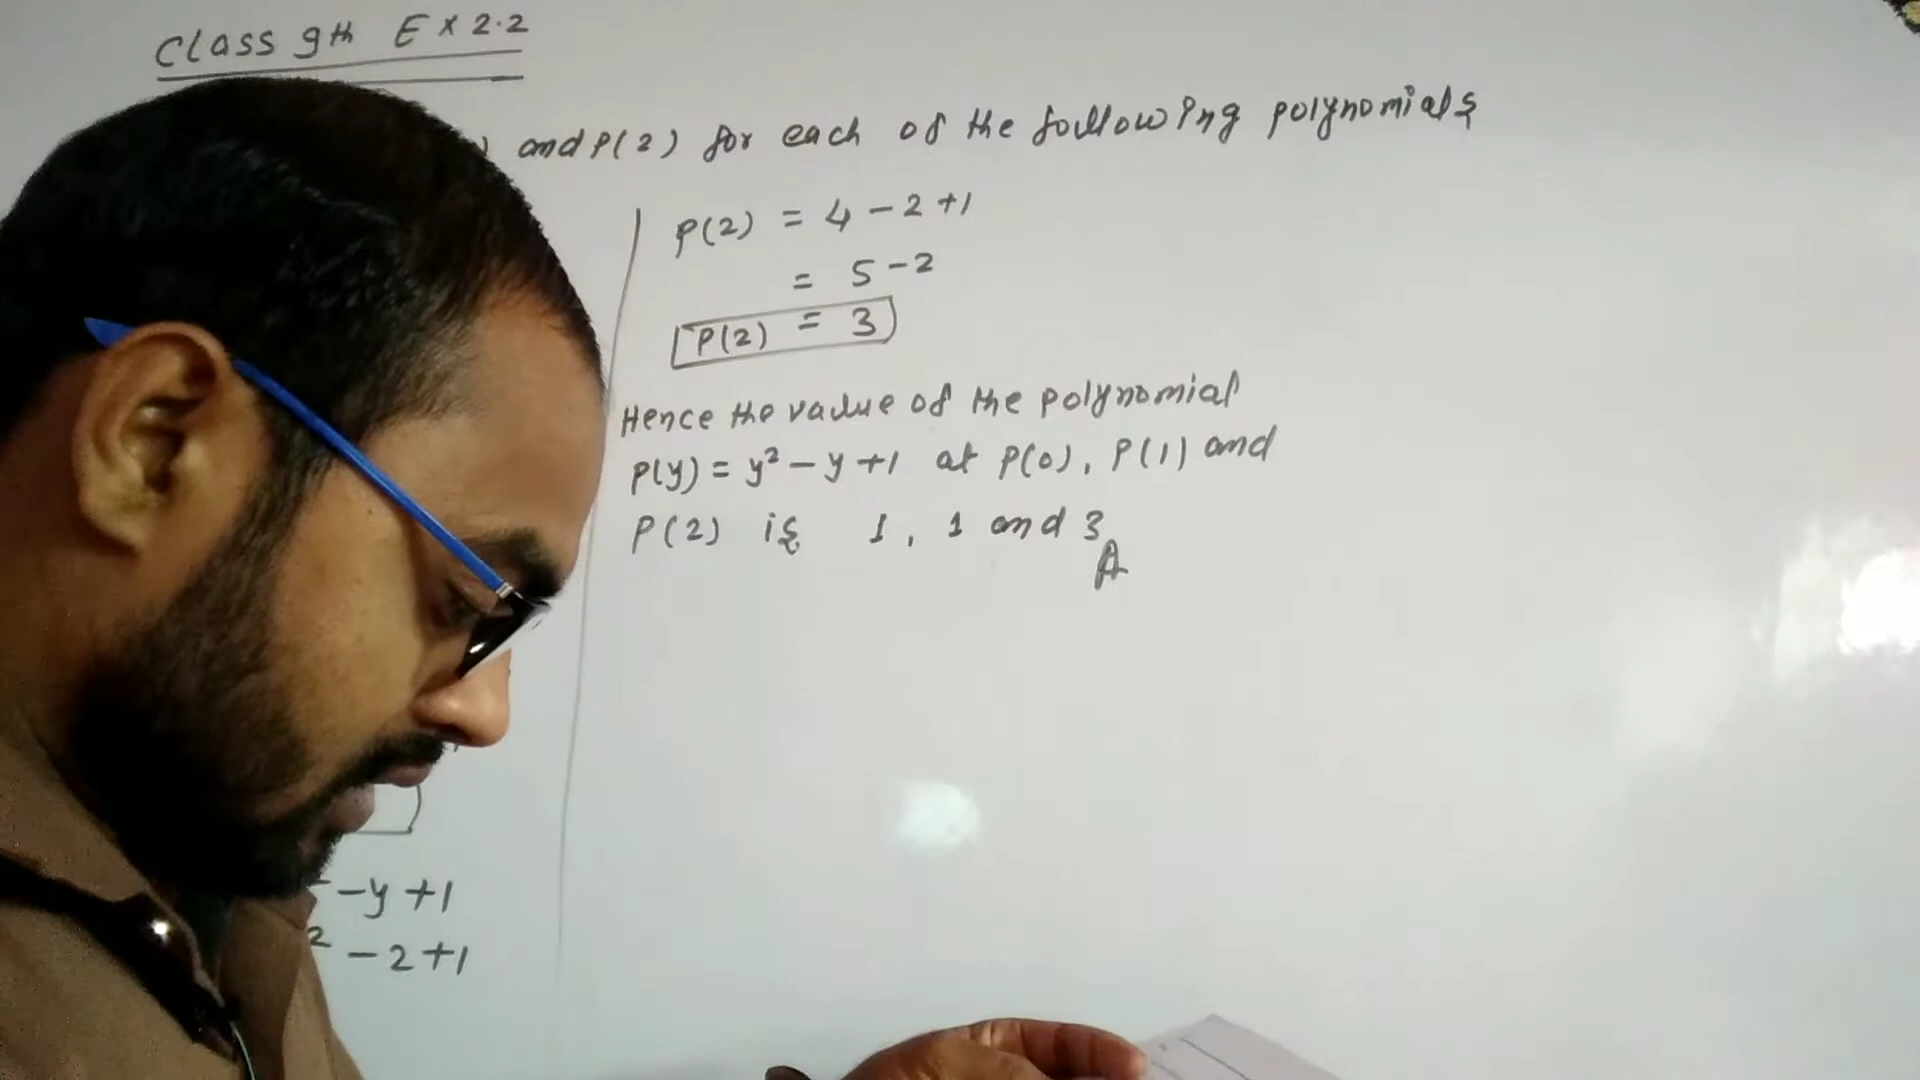 Class 9th Ex 2.2
) and P(2) for each of the following polynomials
P(2) = 4 - 2 + 1
= 5 - 2
P(2) = 3
Hence the value of the polynomial
P(y) = y² - y + 1 at P(0), P(1) and
P(2) is 1, 1 and 3
A
- y + 1
² - 2 + 1